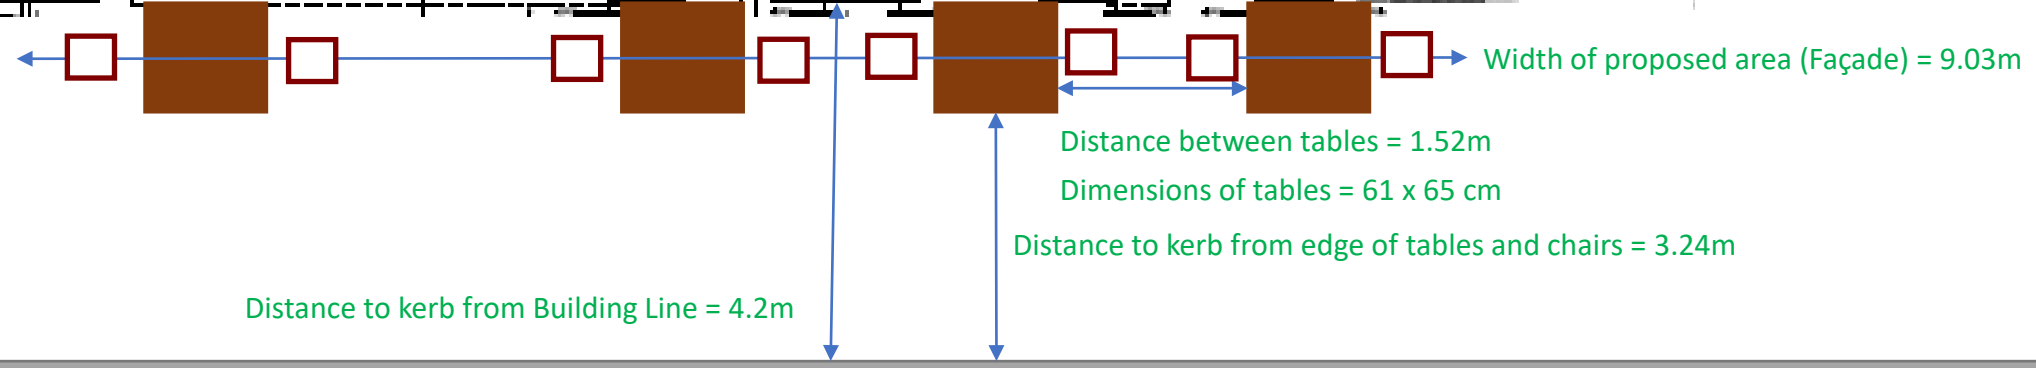 Width of proposed area (Façade) = 9.03m
Distance between tables = 1.52m
Dimensions of tables = 61 x 65 cm
Distance to kerb from edge of tables and chairs = 3.24m
Distance to kerb from Building Line = 4.2m